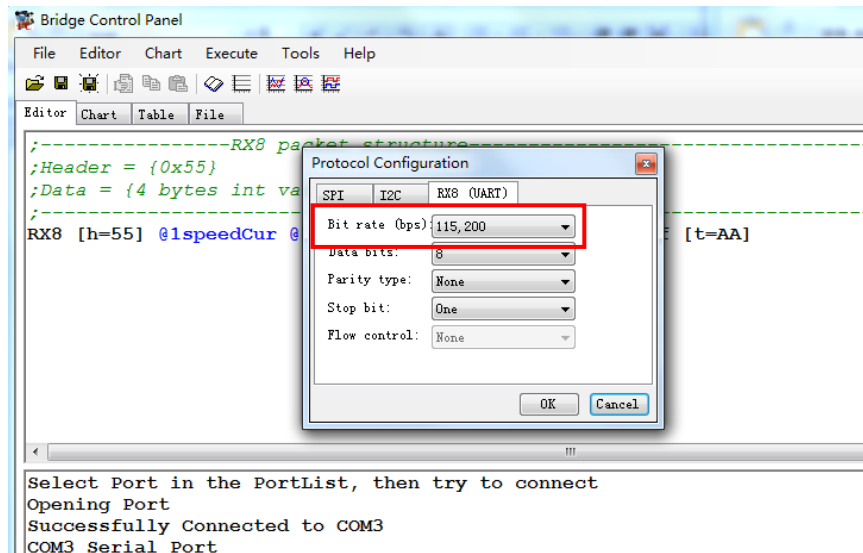 Bridge Control Panel
File Editor Chart Execute Tools Help
Editor Chart Table File
;-----------------RX8 packet structure-----------------------------
;Header = {0x55}
;Data = {4 bytes int va
;-----------------
RX8 [h=55] @1speedCur @ [t=AA]
Protocol Configuration
SPI I2C RX8 (UART)
Bit rate (bps): 115,200
Data bits: 8
Parity type: None
Stop bit: One
Flow control: None
OK Cancel
Select Port in the PortList, then try to connect
Opening Port
Successfully Connected to COM3
COM3 Serial Port